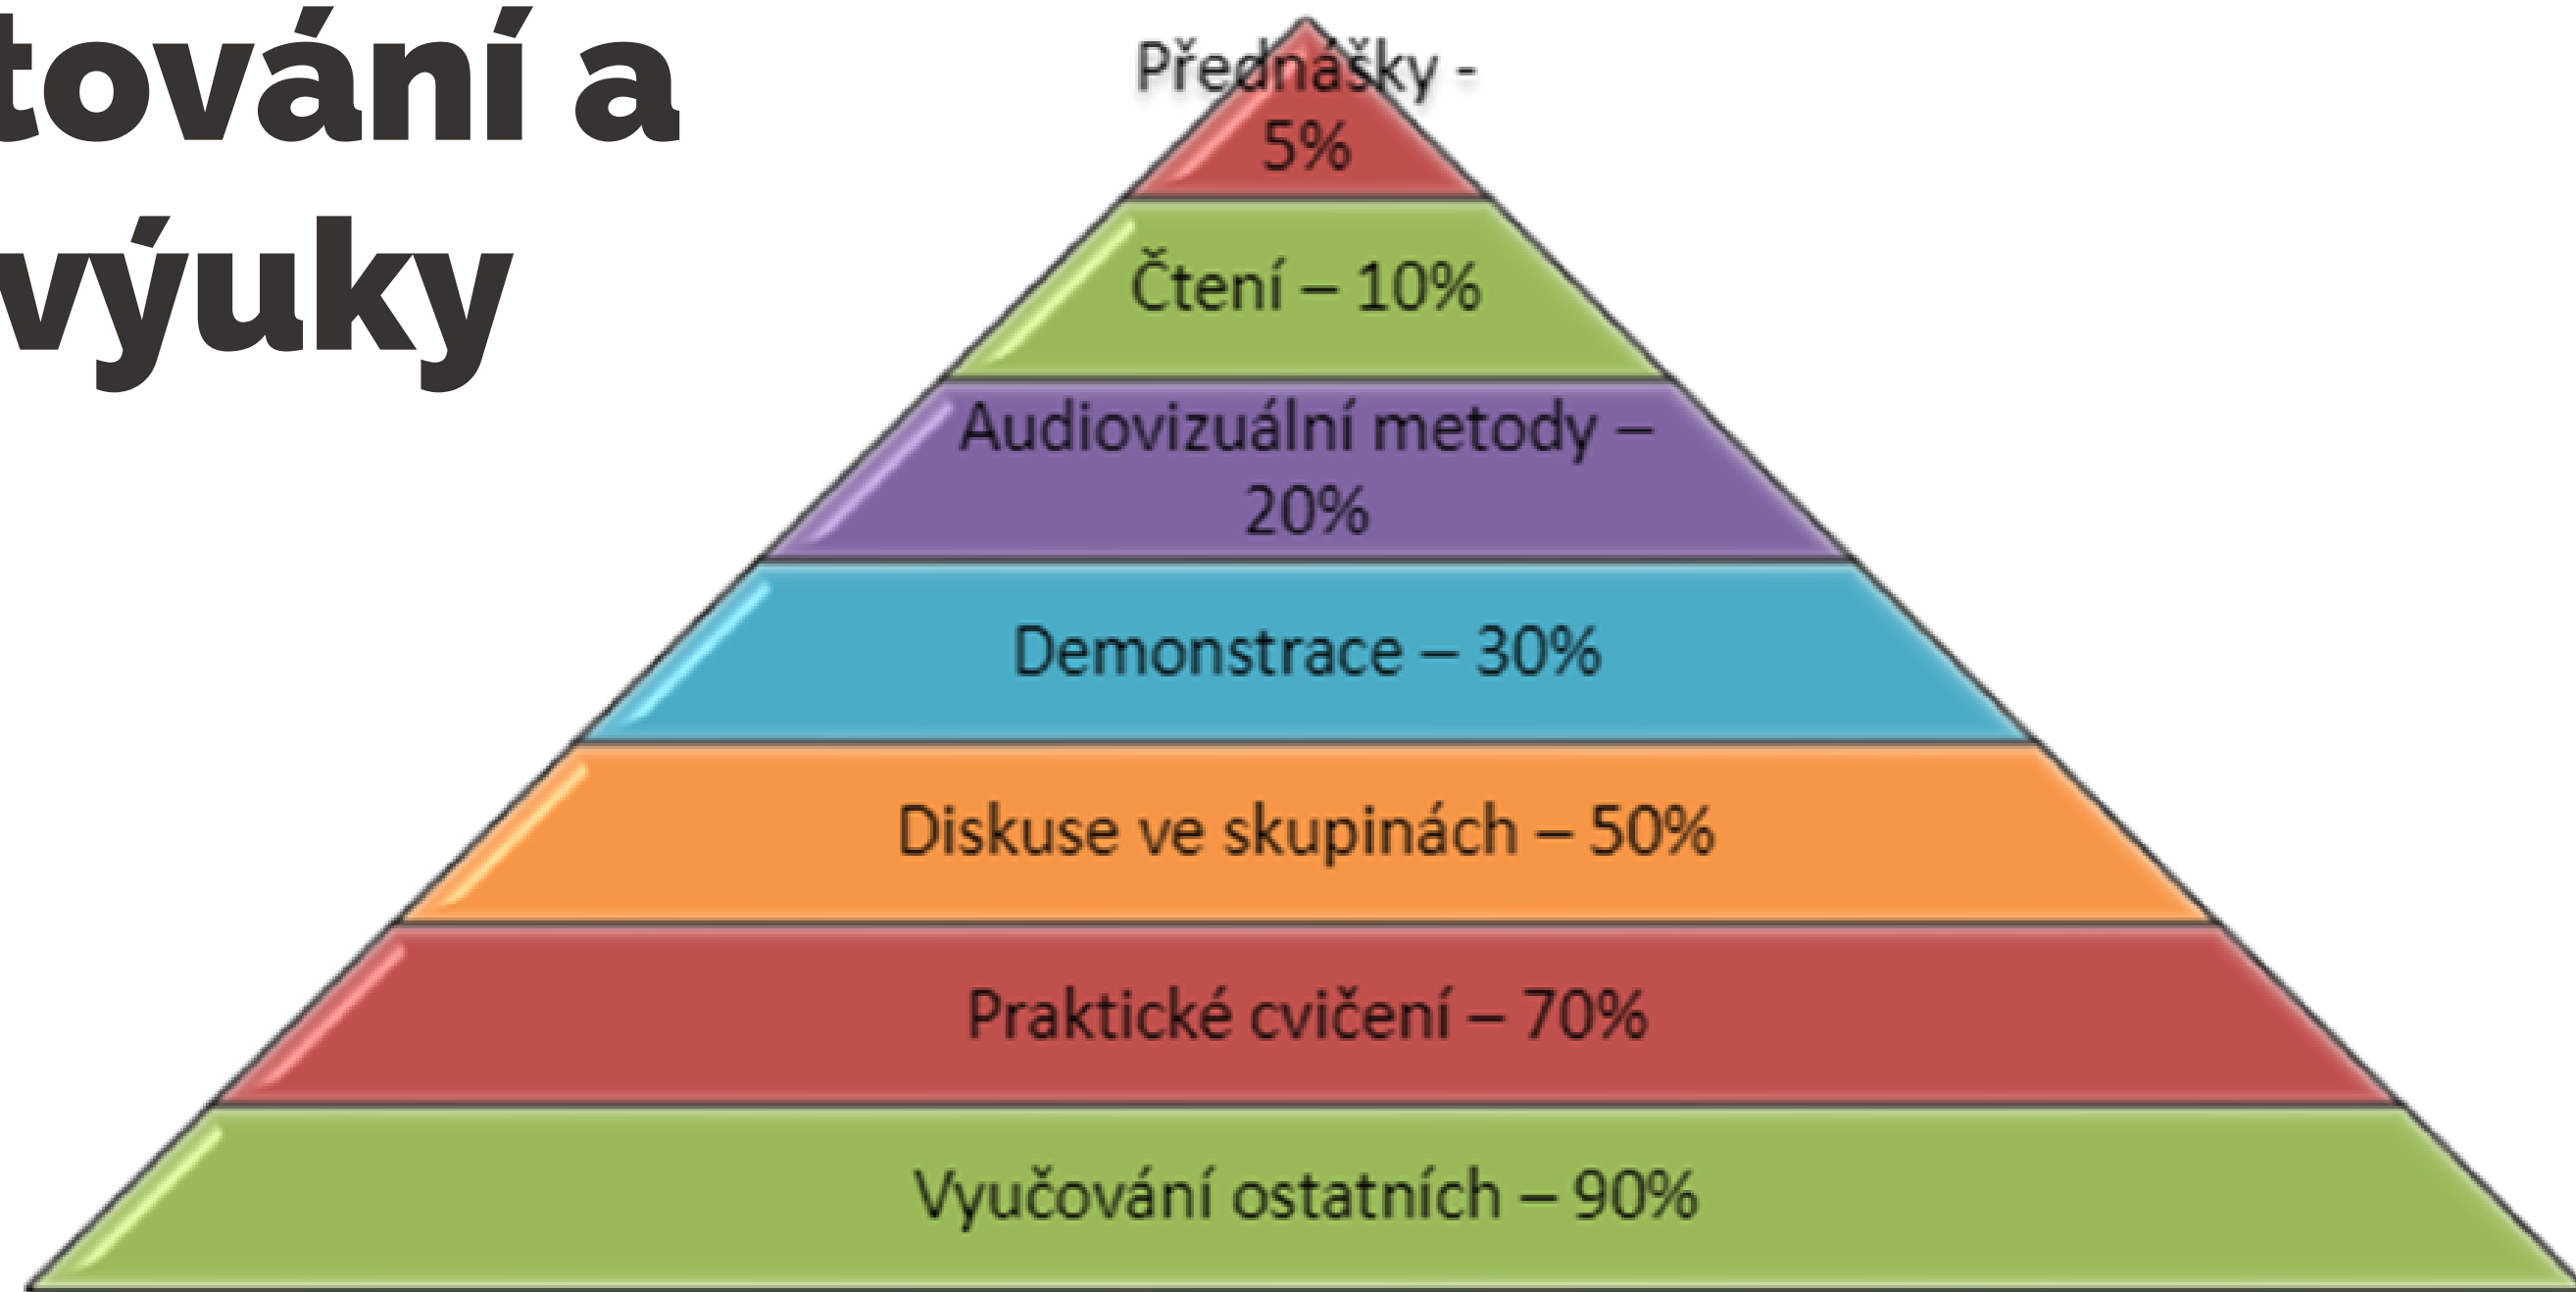 tování a
výuky
Přednášky -
5%
Čtení – 10%
Audiovizuální metody –
20%
Demonstrace – 30%
Diskuse ve skupinách – 50%
Praktické cvičení – 70%
Vyučování ostatních – 90%